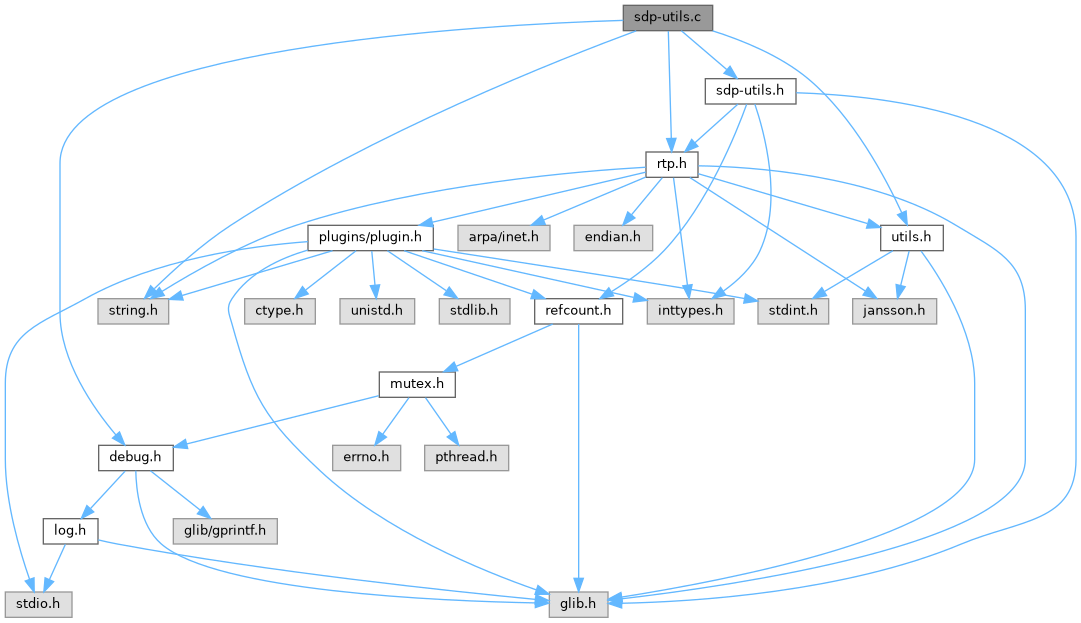 sdp-utils.c
sdp-utils.h
rtp.h
plugins/plugin.h
arpa/inet.h
endian.h
utils.h
string.h
ctype.h
unistd.h
stdlib.h
refcount.h
inttypes.h
stdint.h
jansson.h
mutex.h
debug.h
errno.h
pthread.h
log.h
glib/gprintf.h
stdio.h
glib.h